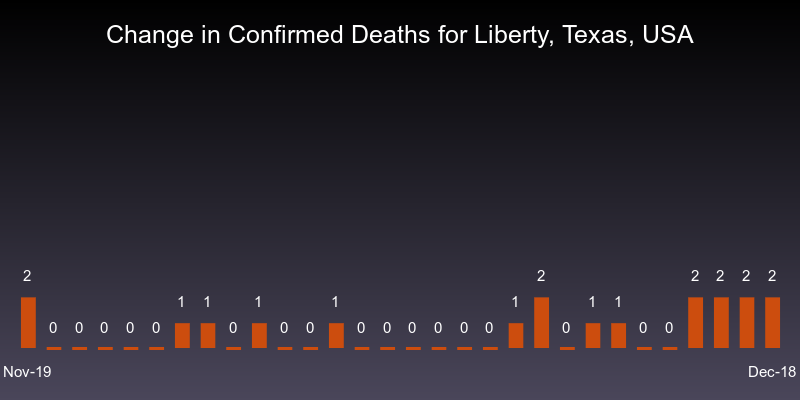 Change in Confirmed Deaths for Liberty, Texas, USA
2 0 0 0 0 0 1 1 0 1 0 0 1 0 0 0 0 0 0 1 2 0 1 1 0 0 2 2 2 2
Nov-19 Dec-18